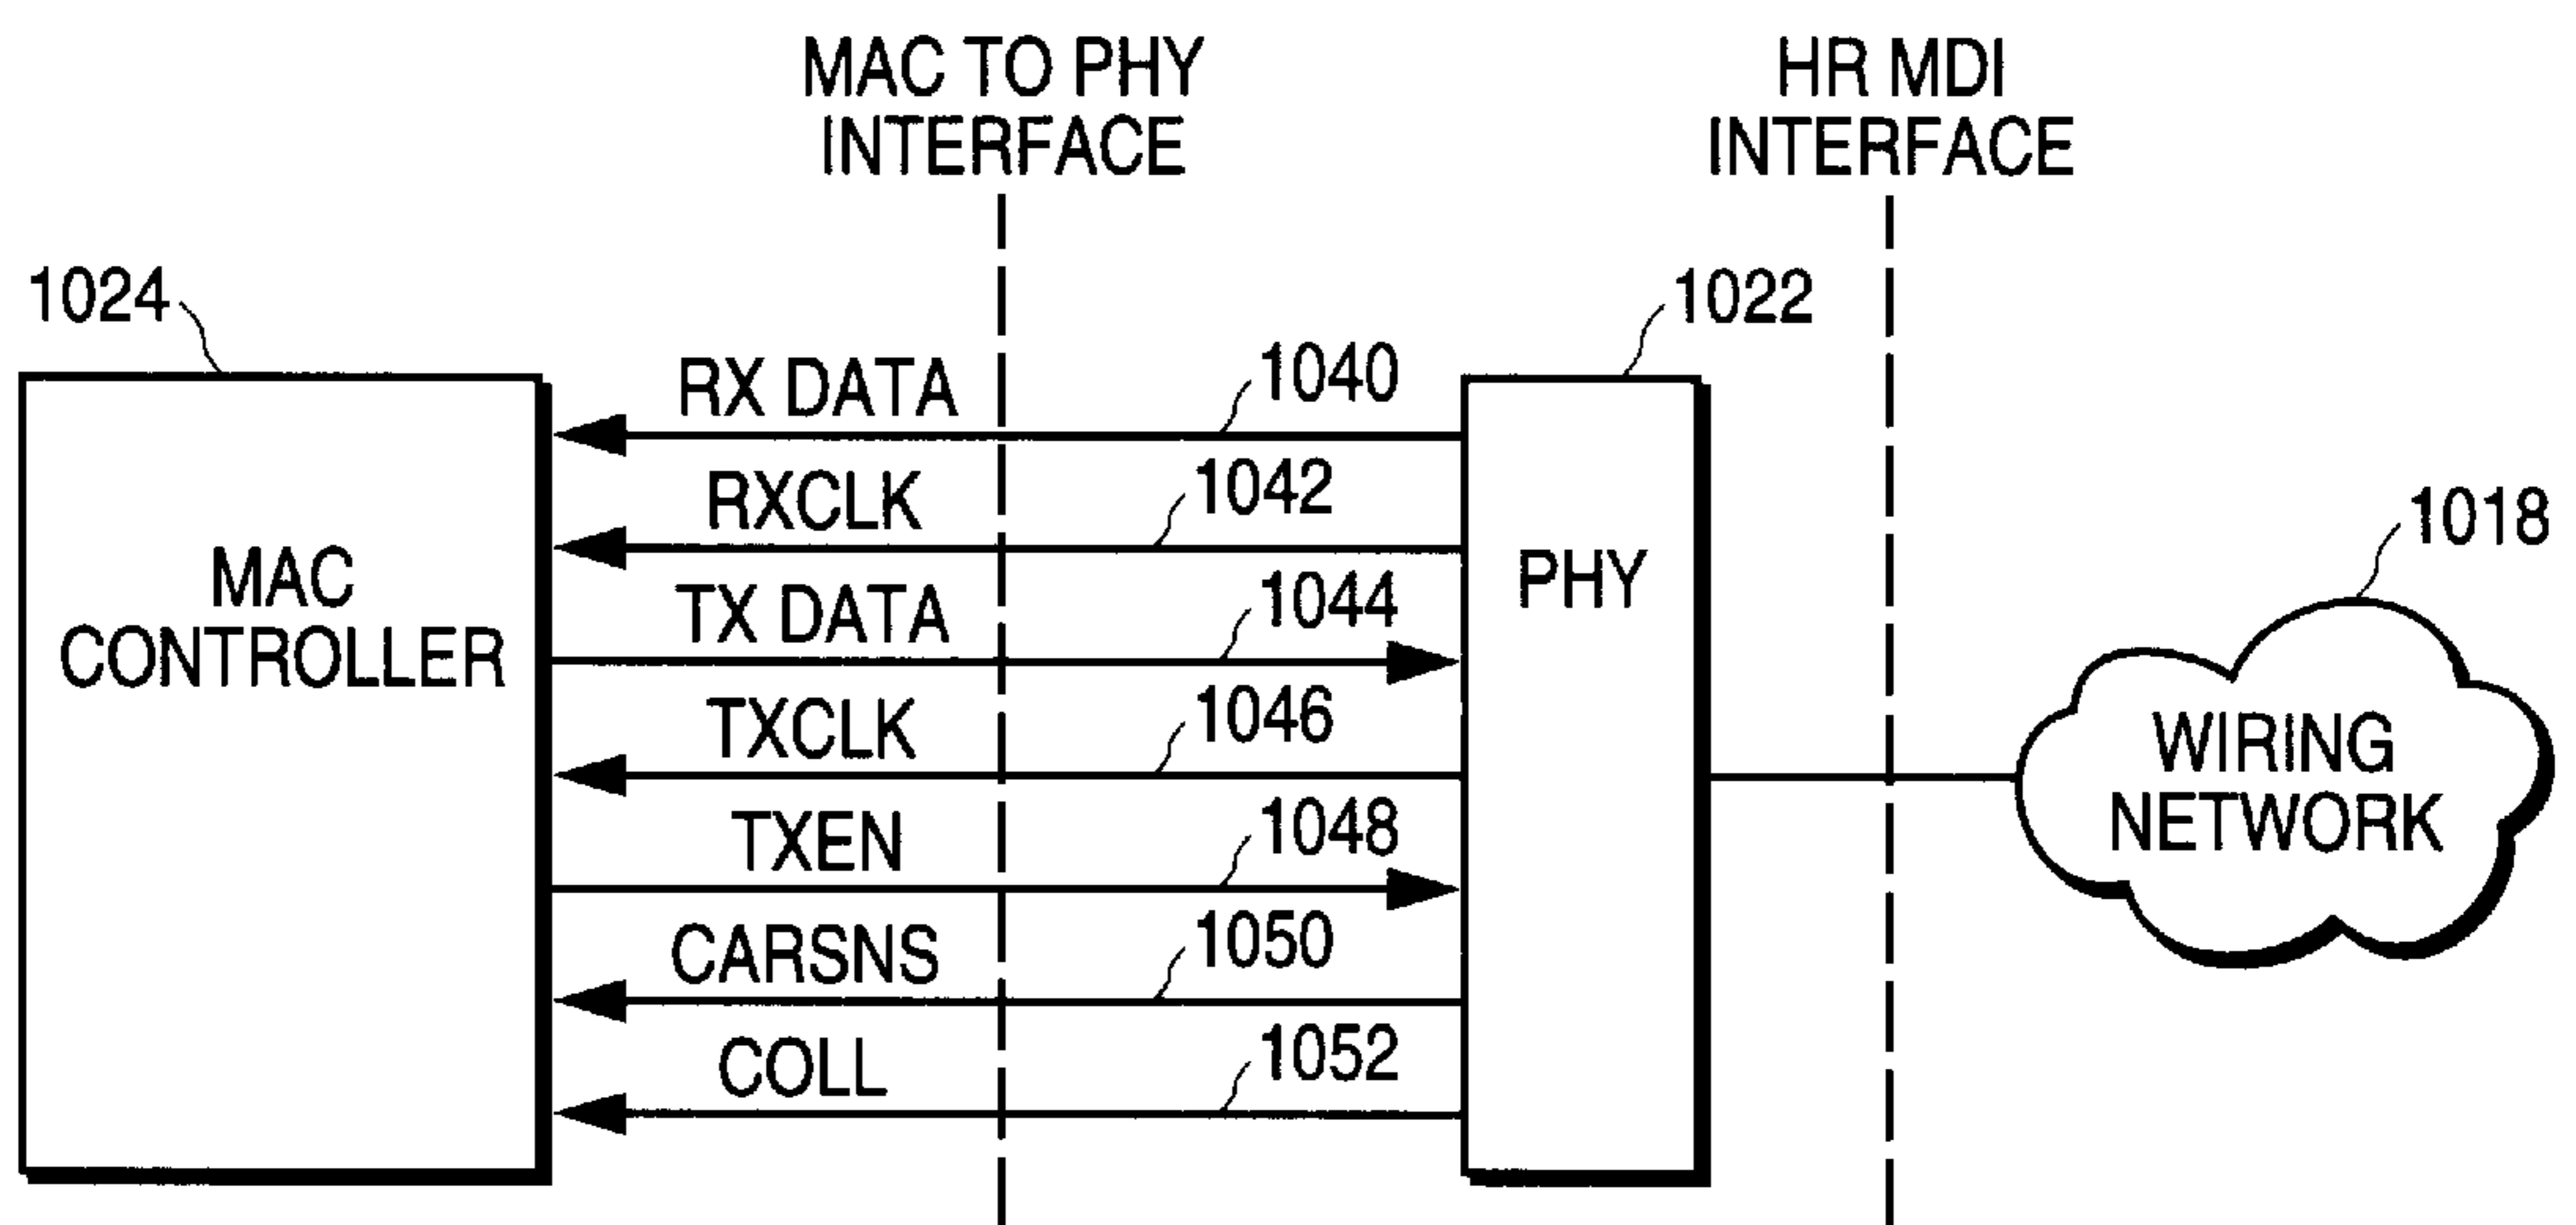 MAC TO PHY
INTERFACE
HR MDI
INTERFACE
1024
1022
RX DATA
1040
RXCLK
1042
1018
MAC
CONTROLLER
TX DATA
1044
PHY
TXCLK
1046
WIRING
NETWORK
TXEN
1048
CARSNS
1050
COLL
1052